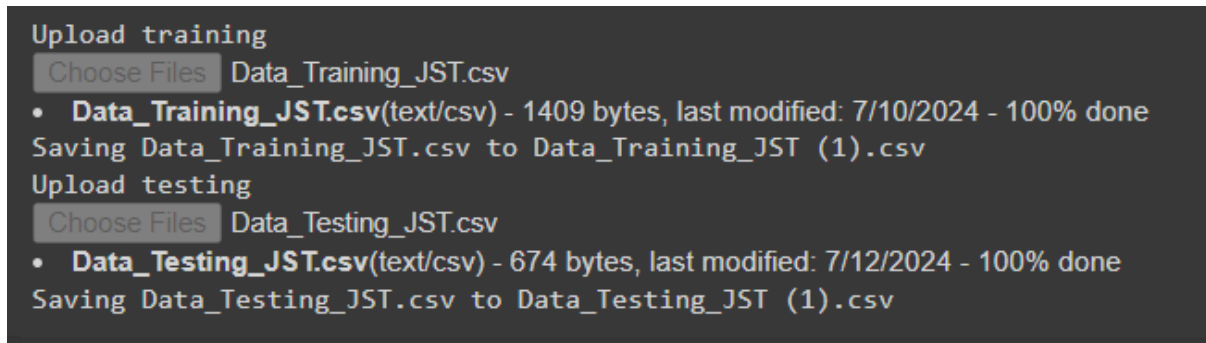 Upload training
Choose Files Data_Training_JST.csv
• Data_Training_JST.csv(text/csv) - 1409 bytes, last modified: 7/10/2024 - 100% done
Saving Data_Training_JST.csv to Data_Training_JST (1).csv
Upload testing
Choose Files Data_Testing_JST.csv
• Data_Testing_JST.csv(text/csv) - 674 bytes, last modified: 7/12/2024 - 100% done
Saving Data_Testing_JST.csv to Data_Testing_JST (1).csv